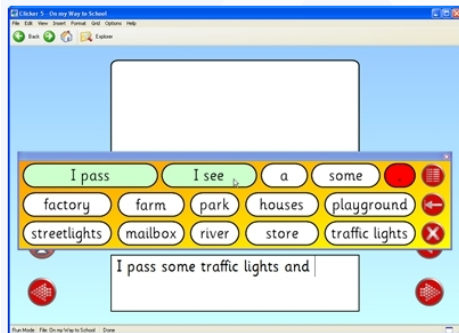 Clicker 5 - On my Way to School
File Edit View Insert Format Grid Options Help
Back Explorer
I pass I see a some .
factory farm park houses playground
streetlights mailbox river store traffic lights
I pass some traffic lights and
Run Mode File: On my Way to School Done